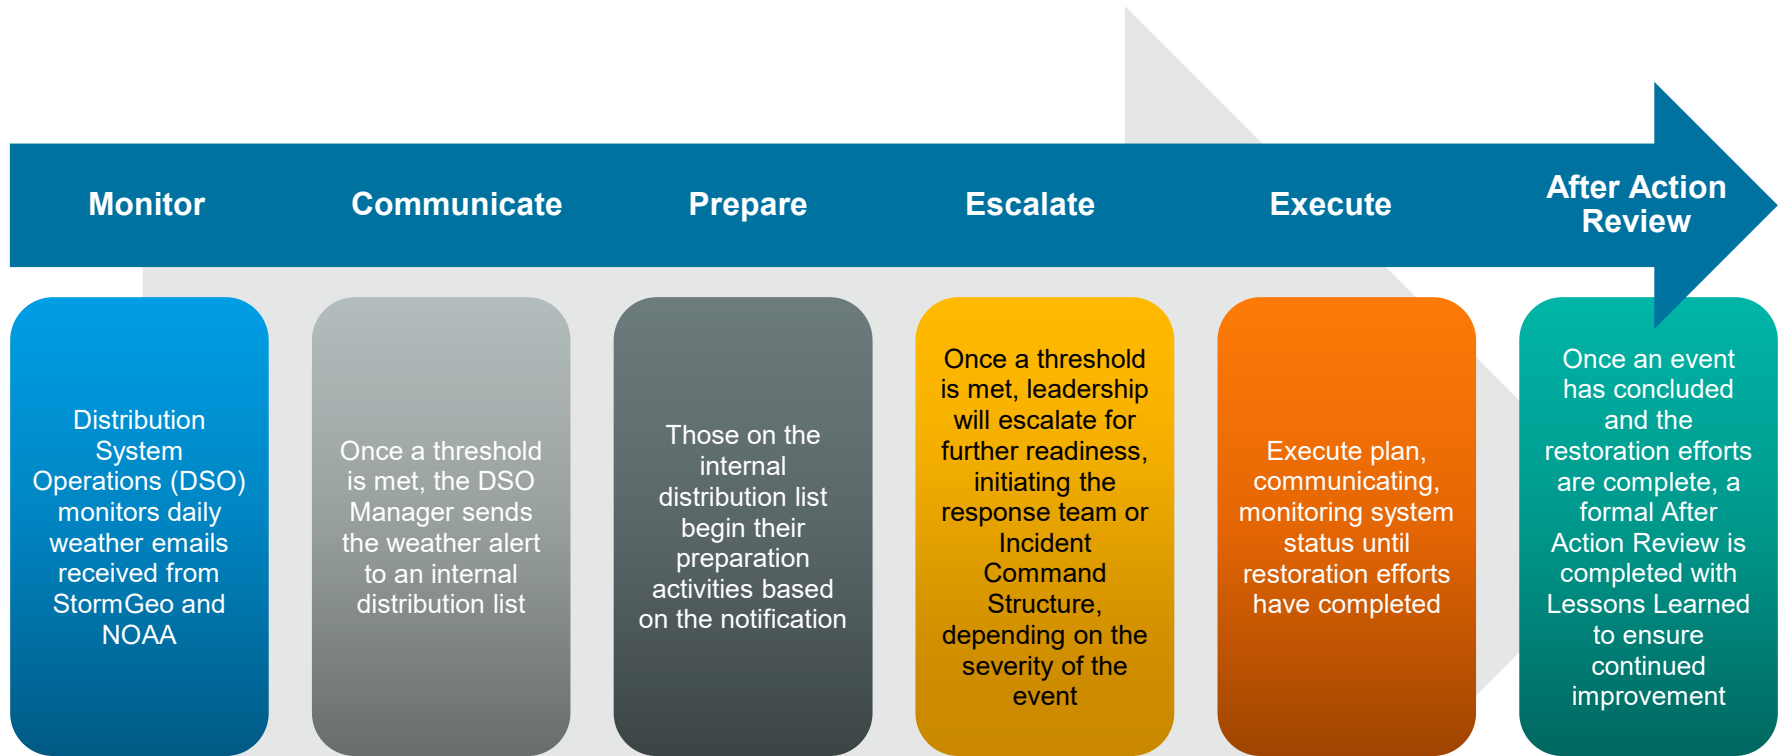 Monitor
Communicate
Prepare
Escalate
Execute
After Action
Review
Distribution
System
Operations (DSO)
monitors daily
weather emails
received from
StormGeo and
NOAA
Once a threshold
is met, the DSO
Manager sends
the weather alert
to an internal
distribution list
Those on the
internal
distribution list
begin their
preparation
activities based
on the notification
Once a threshold
is met, leadership
will escalate for
further readiness,
initiating the
response team or
Incident
Command
Structure,
depending on the
severity of the
event
Execute plan,
communicating,
monitoring system
status until
restoration efforts
have completed
Once an event
has concluded
and the
restoration efforts
are complete, a
formal After
Action Review is
completed with
Lessons Learned
to ensure
continued
improvement